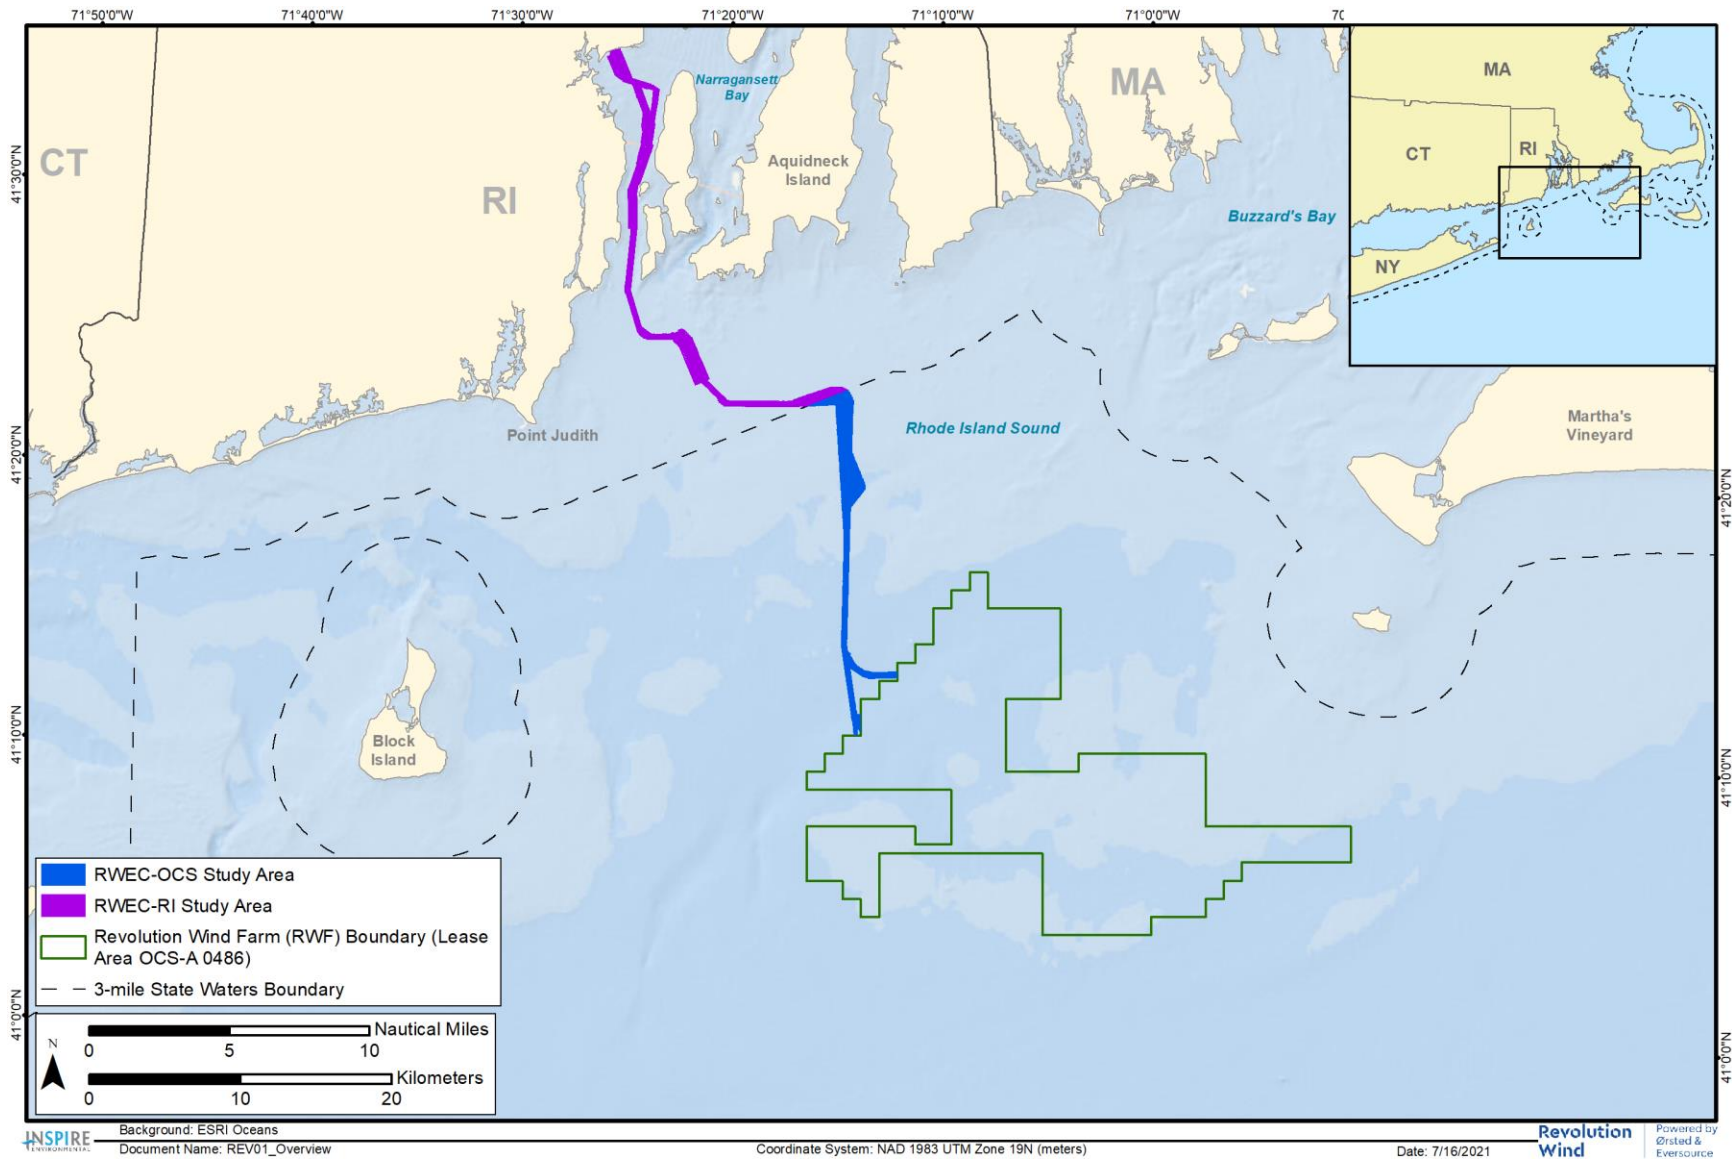 71°50'0"W
71°40'0"W
71°30'0"W
71°20'0"W
71°10'0"W
71°0'0"W
MA
CT
RI
NY
Narragansett
Bay
MA
CT
RI
Aquidneck
Island
41°30'0"N
Buzzard's Bay
Point Judith
Rhode Island Sound
Martha's
Vineyard
41°20'0"N
41°20'0"N
Block
Island
41°10'0"N
41°10'0"N
41°0'0"N
41°0'0"N
RWEC-OCS Study Area
RWEC-RI Study Area
Revolution Wind Farm (RWF) Boundary (Lease
Area OCS-A 0486)
3-mile State Waters Boundary
N
Nautical Miles
0 5 10
Kilometers
0 10 20
INSPIRE
ENVIRONMENTAL
Background: ESRI Oceans
Document Name: REV01_Overview
Coordinate System: NAD 1983 UTM Zone 19N (meters)
Date: 7/16/2021
Revolution
Wind
Powered by
Ørsted &
Eversource